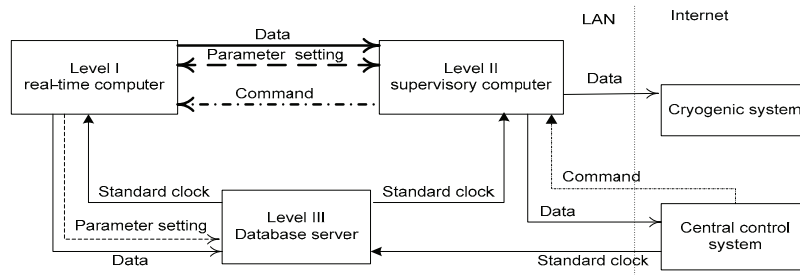 LAN
Internet
Data
Parameter setting
Level I
real-time computer
Level II
supervisory computer
Data
Command
Cryogenic system
Command
Standard clock
Standard clock
Level III
Database server
Parameter setting
Data
Data
Central control
system
Standard clock